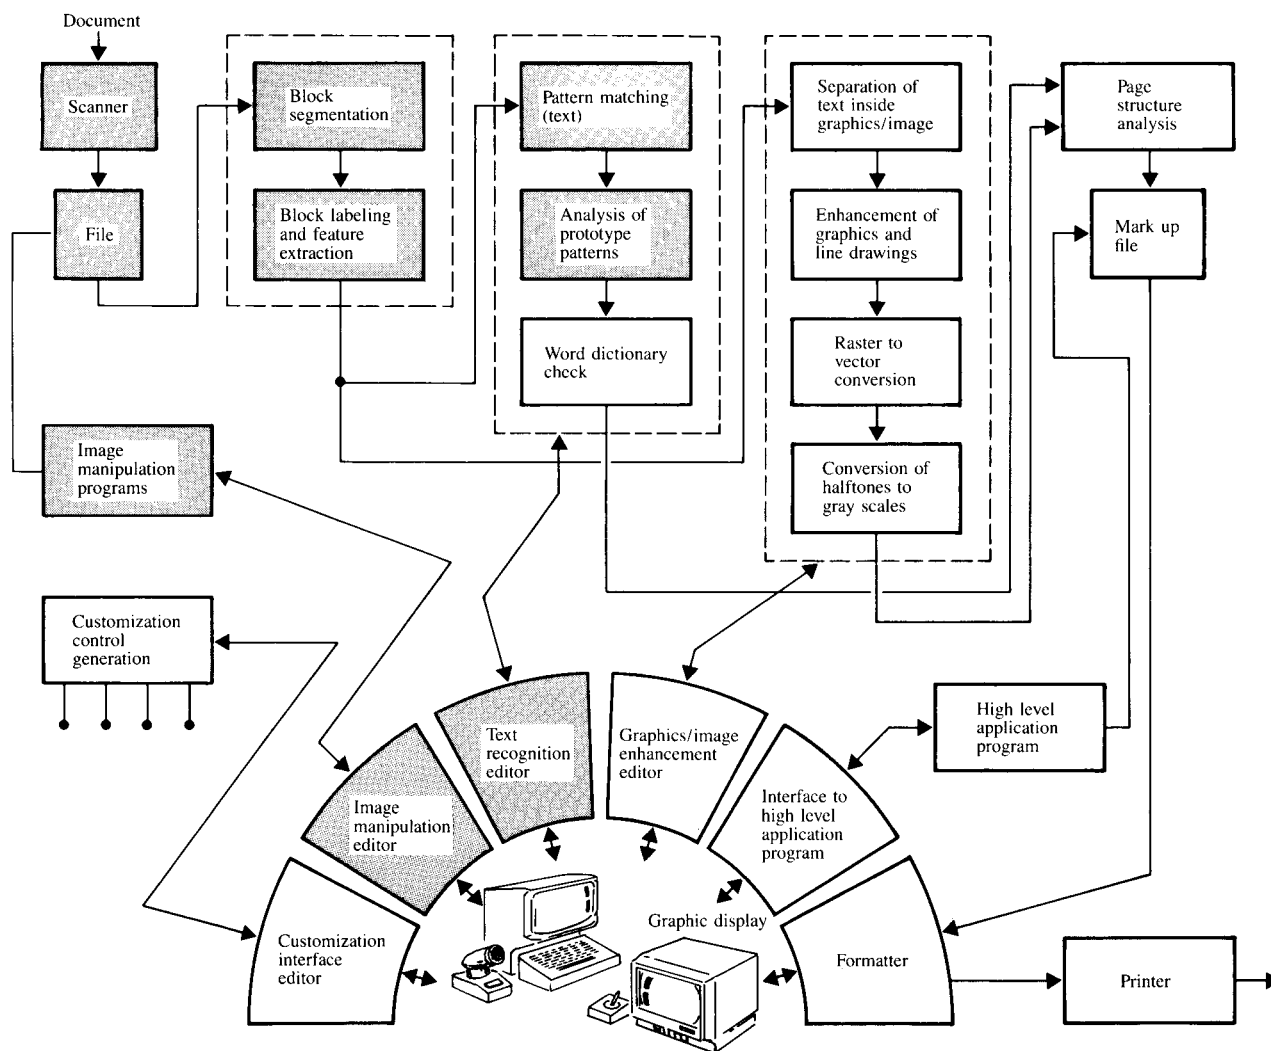 Document
Scanner
File
Block
segmentation
Block labeling
and feature
extraction
Pattern matching
(text)
Analysis of
prototype
patterns
Word dictionary
check
Separation of
text inside
graphics/image
Enhancement of
graphics and
line drawings
Raster to
vector
conversion
Conversion of
halftones to
gray scales
Page
structure
analysis
Mark up
file
Image
manipulation
programs
Customization
control
generation
High level
application
program
Customization
interface
editor
Image
manipulation
editor
Text
recognition
editor
Graphics/image
enhancement
editor
Interface to
high level
application
program
Formatter
Graphic display
Printer